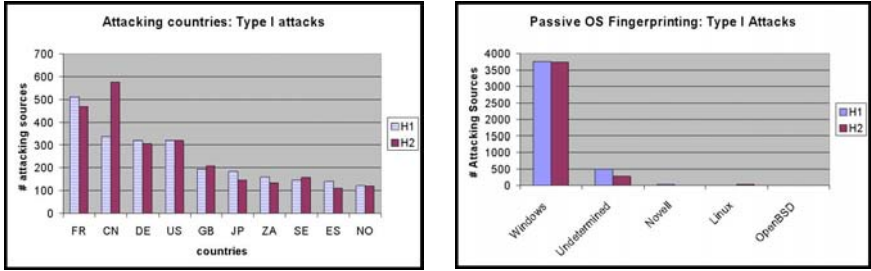 Attacking countries: Type I attacks
# attacking sources
700
600
500
400
300
200
100
0
FR CN DE US GB JP ZA SE ES NO
countries
H1
H2
Passive OS Fingerprinting: Type I Attacks
# Attacking Sources
4000
3500
3000
2500
2000
1500
1000
500
0
Windows Undetermined Novell Linux OpenBSD
H1
H2